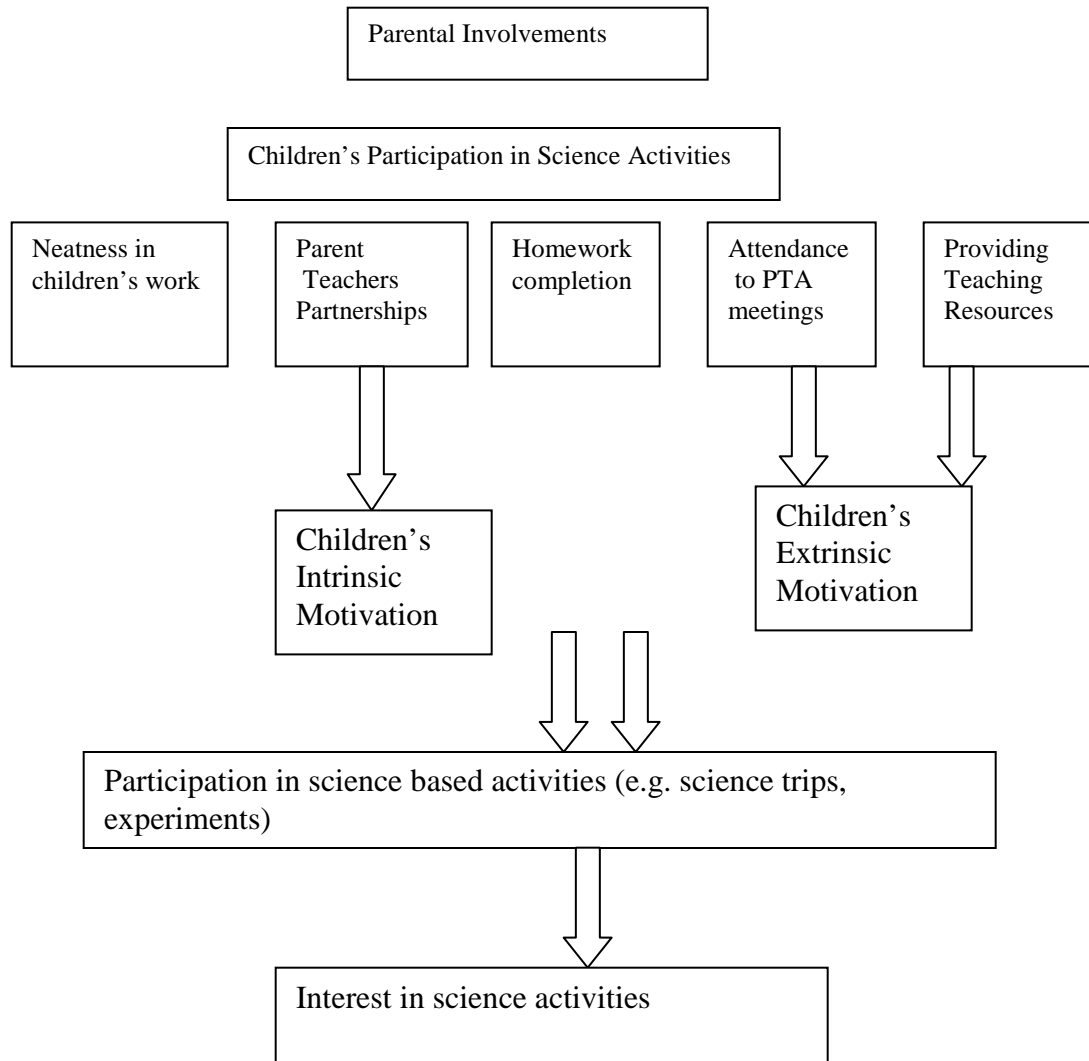 Parental Involvements
Children’s Participation in Science Activities
Neatness in
children’s work
Parent
Teachers
Partnerships
Homework
completion
Attendance
to PTA
meetings
Providing
Teaching
Resources
Children’s
Intrinsic
Motivation
Children’s
Extrinsic
Motivation
Participation in science based activities (e.g. science trips,
experiments)
Interest in science activities